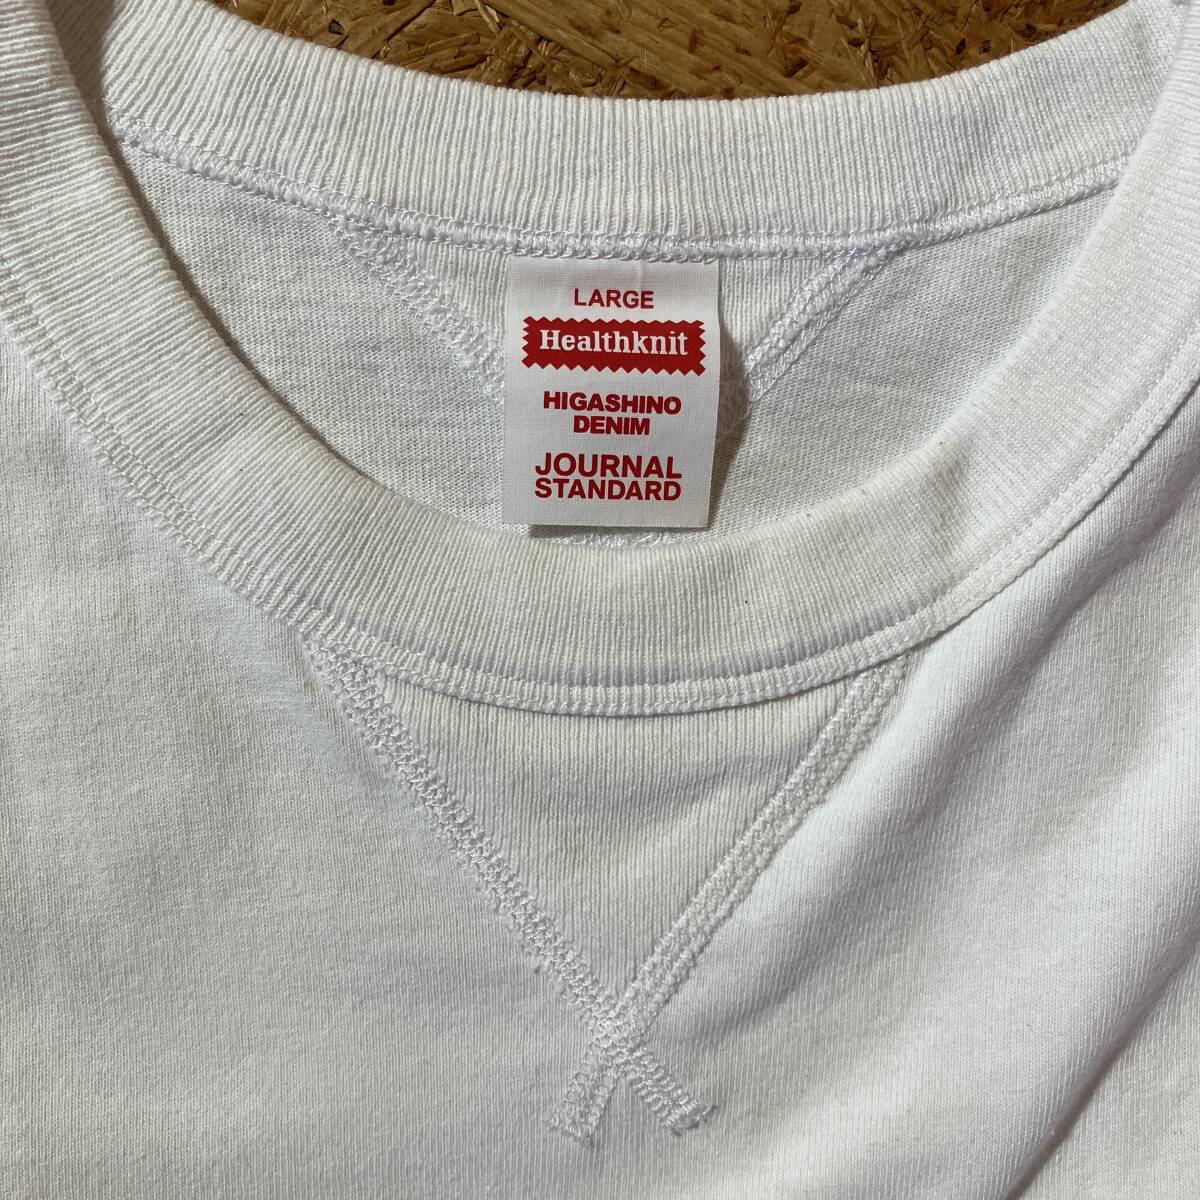 LARGE
Healthknit
HIGASHINO
DENIM
JOURNAL
STANDARD